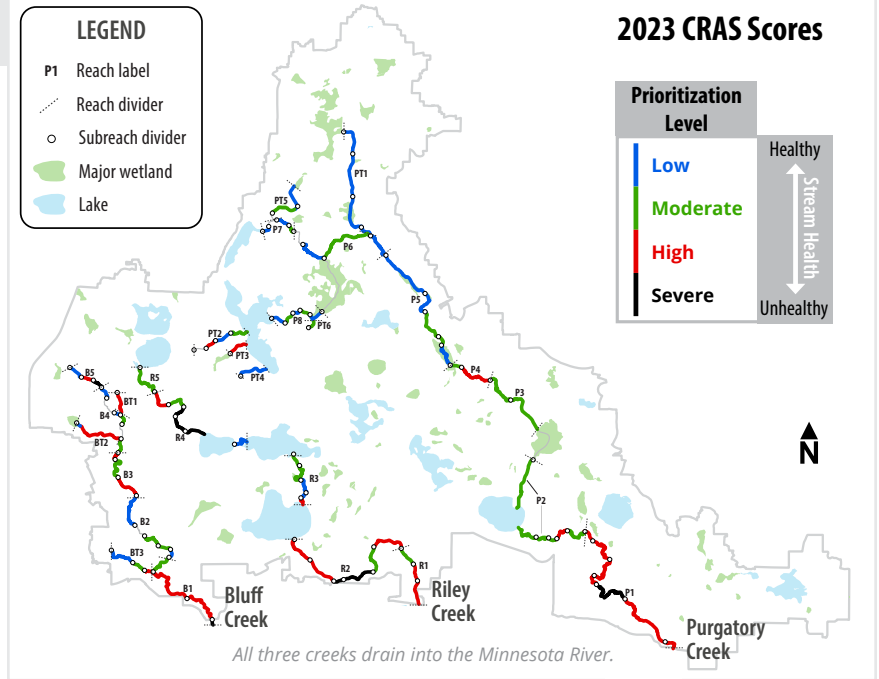 LEGEND
P1 Reach label
Reach divider
Subreach divider
Major wetland
Lake
2023 CRAS Scores
Prioritization
Level
Low
Moderate
High
Severe
Healthy
Stream Health
Unhealthy
PT1
PT5
P7
P6
P5
P8
PT6
PT2
PT3
PT4
P4
P3
B5
R5
BT1
B4
R4
BT2
B3
R3
P2
B2
BT3
R2
R1
B1
P1
N
Bluff
Creek
Riley
Creek
Purgatory
Creek
All three creeks drain into the Minnesota River.